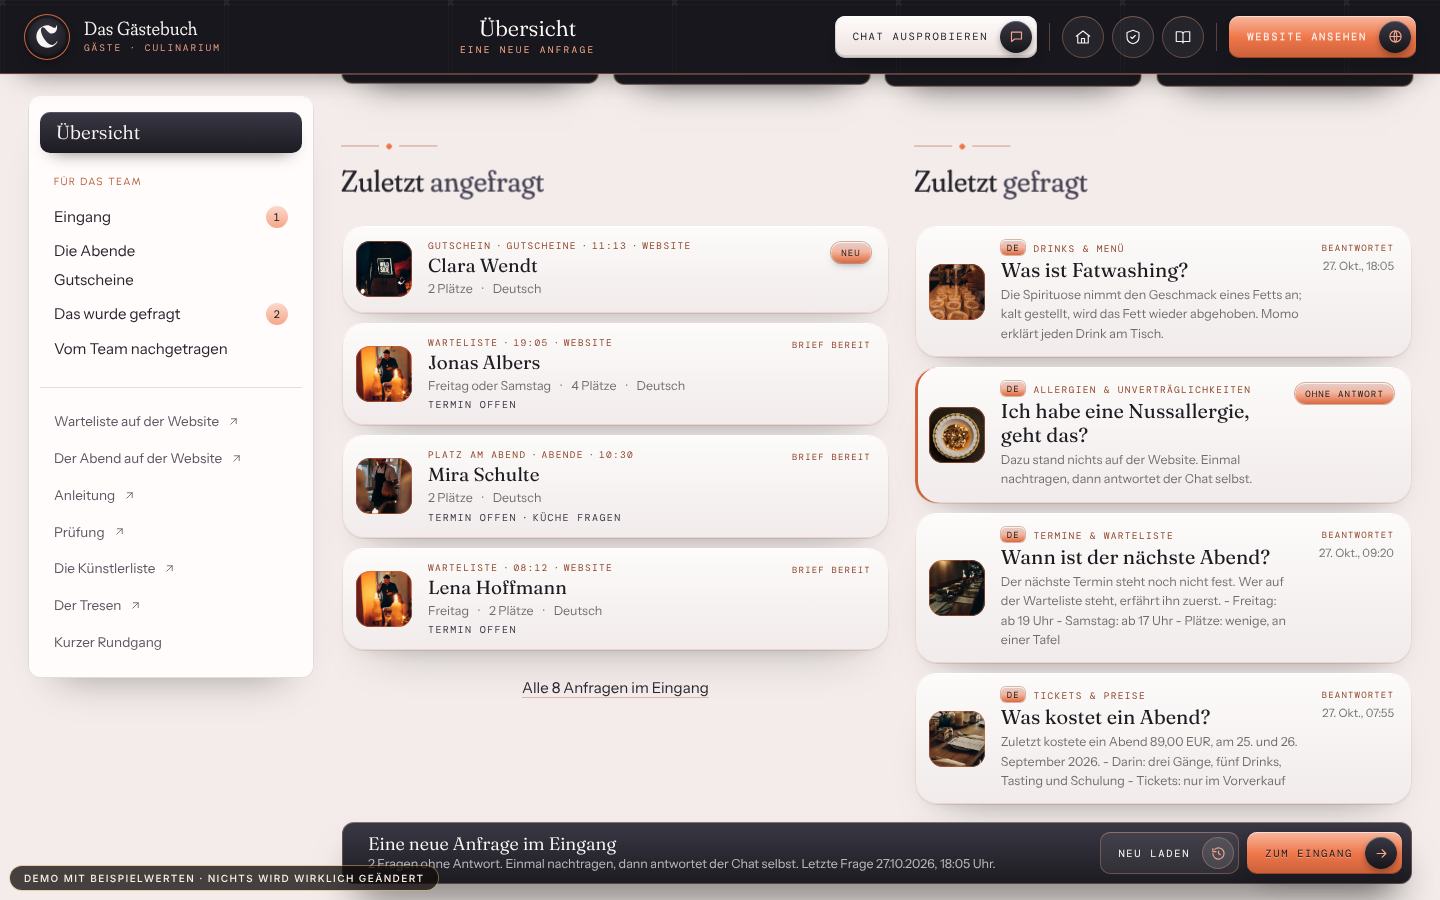 Das Gästebuch
GÄSTE · CULINARIUM
Übersicht
EINE NEUE ANFRAGE
CHAT AUSPROBIEREN
WEBSITE ANSEHEN
Übersicht
FÜR DAS TEAM
Eingang 1
Die Abende
Gutscheine
Das wurde gefragt 2
Vom Team nachgetragen
Warteliste auf der Website ↗
Der Abend auf der Website ↗
Anleitung ↗
Prüfung ↗
Die Künstlerliste ↗
Der Tresen ↗
Kurzer Rundgang
Zuletzt angefragt
GUTSCHEIN · GUTSCHEINE · 11:13 · WEBSITE
NEU
Clara Wendt
2 Plätze · Deutsch
WARTELISTE · 19:05 · WEBSITE
BRIEF BEREIT
Jonas Albers
Freitag oder Samstag · 4 Plätze · Deutsch
TERMIN OFFEN
PLATZ AM ABEND · ABENDE · 10:30
BRIEF BEREIT
Mira Schulte
2 Plätze · Deutsch
TERMIN OFFEN · KÜCHE FRAGEN
WARTELISTE · 08:12 · WEBSITE
BRIEF BEREIT
Lena Hoffmann
Freitag · 2 Plätze · Deutsch
TERMIN OFFEN
Alle 8 Anfragen im Eingang
Zuletzt gefragt
DE DRINKS & MENÜ
BEANTWORTET
27. Okt., 18:05
Was ist Fatwashing?
Die Spirituose nimmt den Geschmack eines Fetts an;
kalt gestellt, wird das Fett wieder abgehoben. Momo
erklärt jeden Drink am Tisch.
DE ALLERGIEN & UNVERTRÄGLICHKEITEN
OHNE ANTWORT
Ich habe eine Nussallergie,
geht das?
Dazu stand nichts auf der Website. Einmal
nachtragen, dann antwortet der Chat selbst.
DE TERMINE & WARTELISTE
BEANTWORTET
27. Okt., 09:20
Wann ist der nächste Abend?
Der nächste Termin steht noch nicht fest. Wer auf
der Warteliste steht, erfährt ihn zuerst. - Freitag:
ab 19 Uhr - Samstag: ab 17 Uhr - Plätze: wenige, an
einer Tafel
DE TICKETS & PREISE
BEANTWORTET
27. Okt., 07:55
Was kostet ein Abend?
Zuletzt kostete ein Abend 89,00 EUR, am 25. und 26.
September 2026. - Darin: drei Gänge, fünf Drinks,
Tasting und Schulung - Tickets: nur im Vorverkauf
Eine neue Anfrage im Eingang
2 Fragen ohne Antwort. Einmal nachtragen, dann antwortet der Chat selbst. Letzte Frage 27.10.2026, 18:05 Uhr.
NEU LADEN
ZUM EINGANG
DEMO MIT BEISPIELWERTEN · NICHTS WIRD WIRKLICH GEÄNDERT